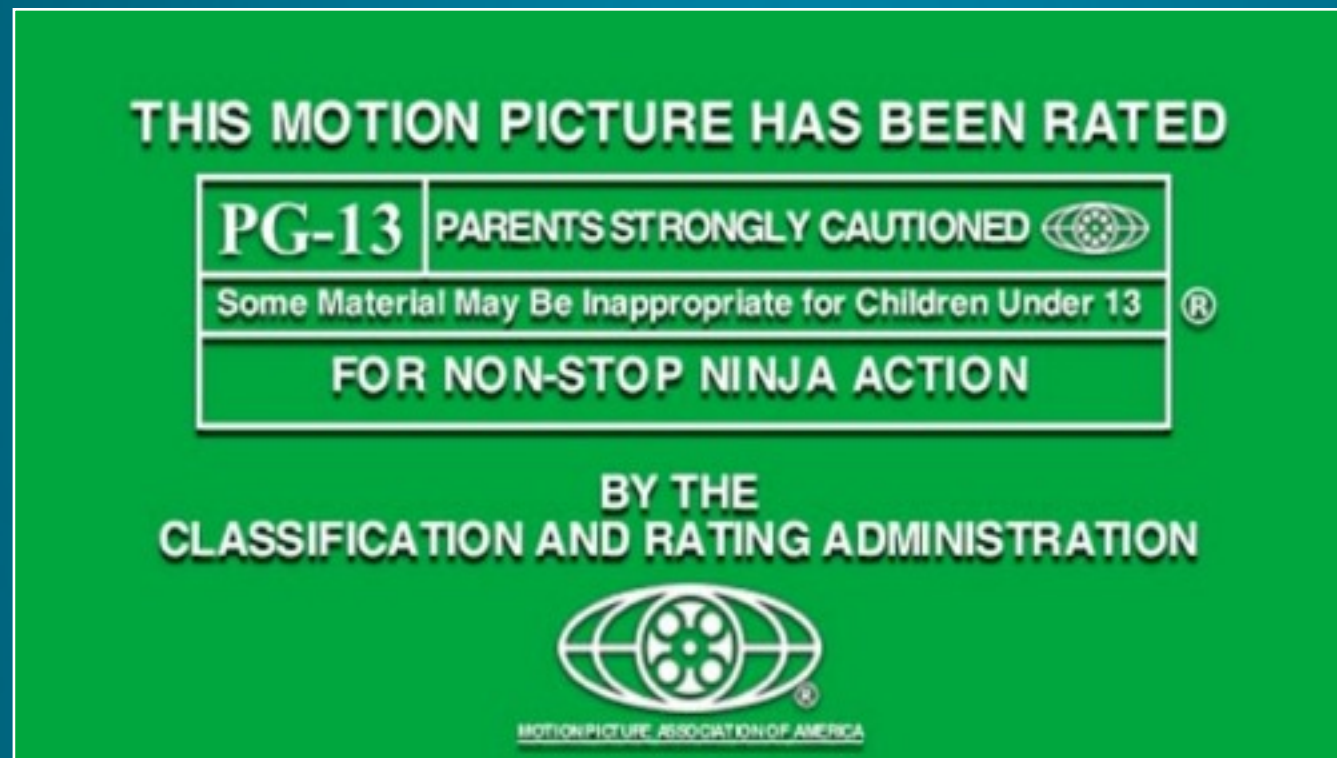 THIS MOTION PICTURE HAS BEEN RATED
PG-13 PARENTS STRONGLY CAUTIONED
Some Material May Be Inappropriate for Children Under 13 ®
FOR NON-STOP NINJA ACTION
BY THE
CLASSIFICATION AND RATING ADMINISTRATION
®
MOTION PICTURE ASSOCIATION OF AMERICA